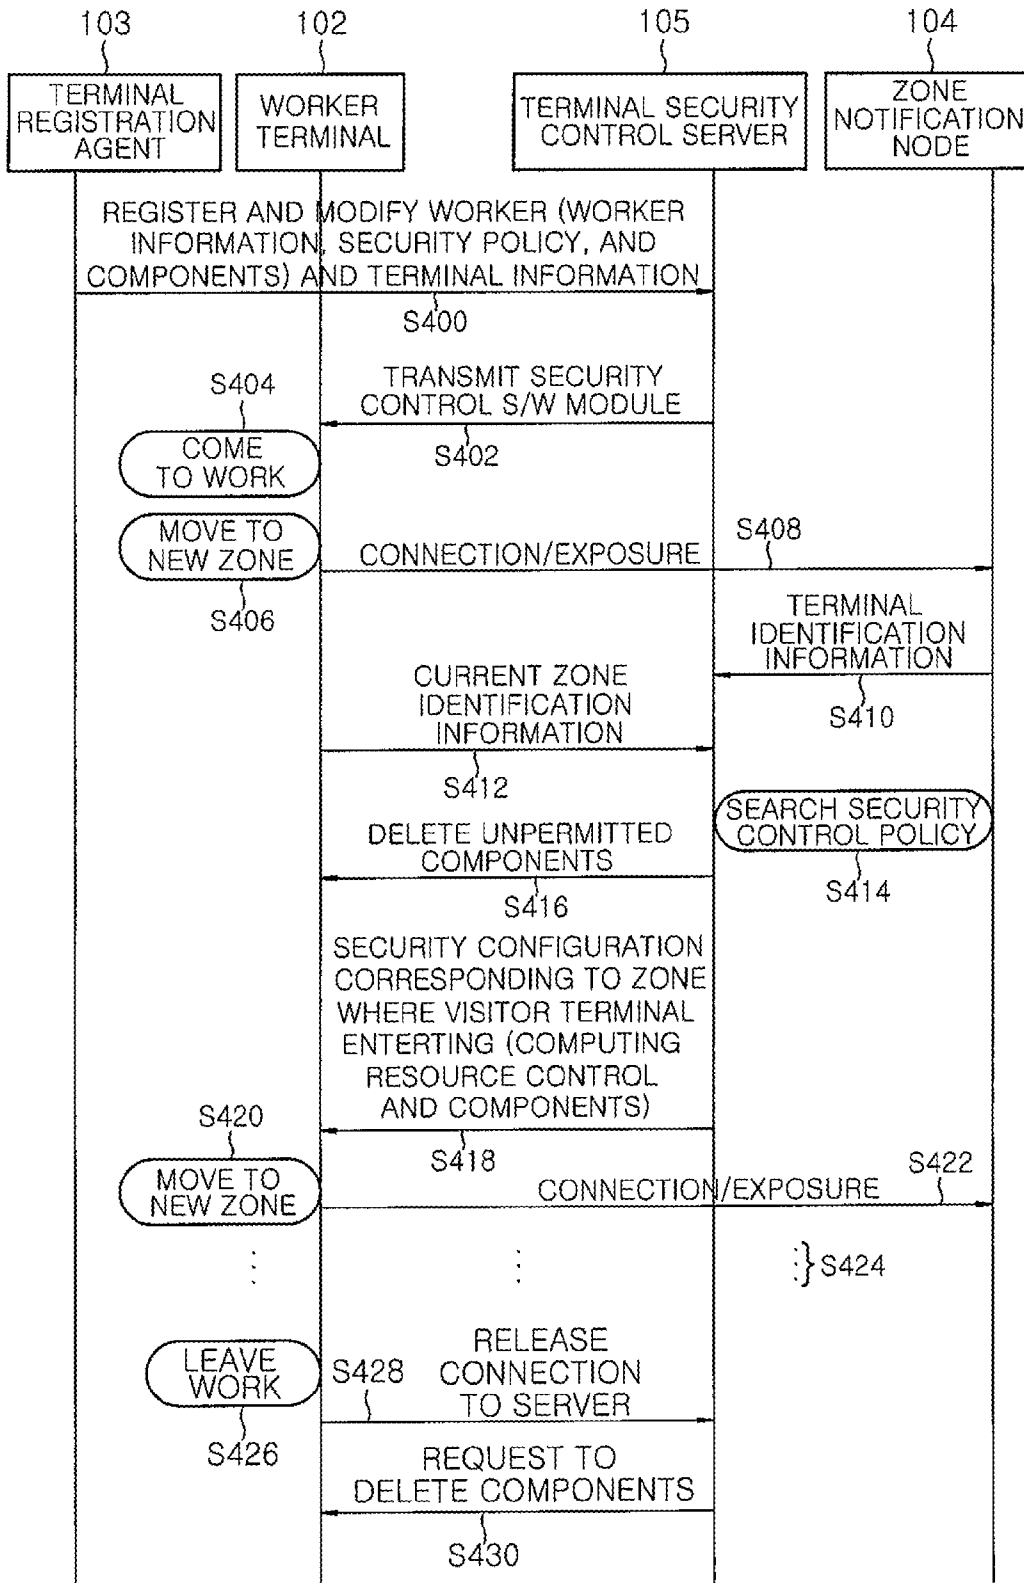 103
102
105
104
TERMINAL
REGISTRATION
AGENT
WORKER
TERMINAL
TERMINAL SECURITY
CONTROL SERVER
ZONE
NOTIFICATION
NODE
REGISTER AND MODIFY WORKER (WORKER
INFORMATION, SECURITY POLICY, AND
COMPONENTS) AND TERMINAL INFORMATION
S400
TRANSMIT SECURITY
CONTROL S/W MODULE
S402
S404
COME
TO WORK
MOVE TO
NEW ZONE
S406
CONNECTION/EXPOSURE
S408
TERMINAL
IDENTIFICATION
INFORMATION
S410
CURRENT ZONE
IDENTIFICATION
INFORMATION
S412
SEARCH SECURITY
CONTROL POLICY
S414
DELETE UNPERMITTED
COMPONENTS
S416
SECURITY CONFIGURATION
CORRESPONDING TO ZONE
WHERE VISITOR TERMINAL
ENTERTING (COMPUTING
RESOURCE CONTROL
AND COMPONENTS)
S418
S420
MOVE TO
NEW ZONE
CONNECTION/EXPOSURE
S422
S424
LEAVE
WORK
S426
S428
RELEASE
CONNECTION
TO SERVER
REQUEST TO
DELETE COMPONENTS
S430